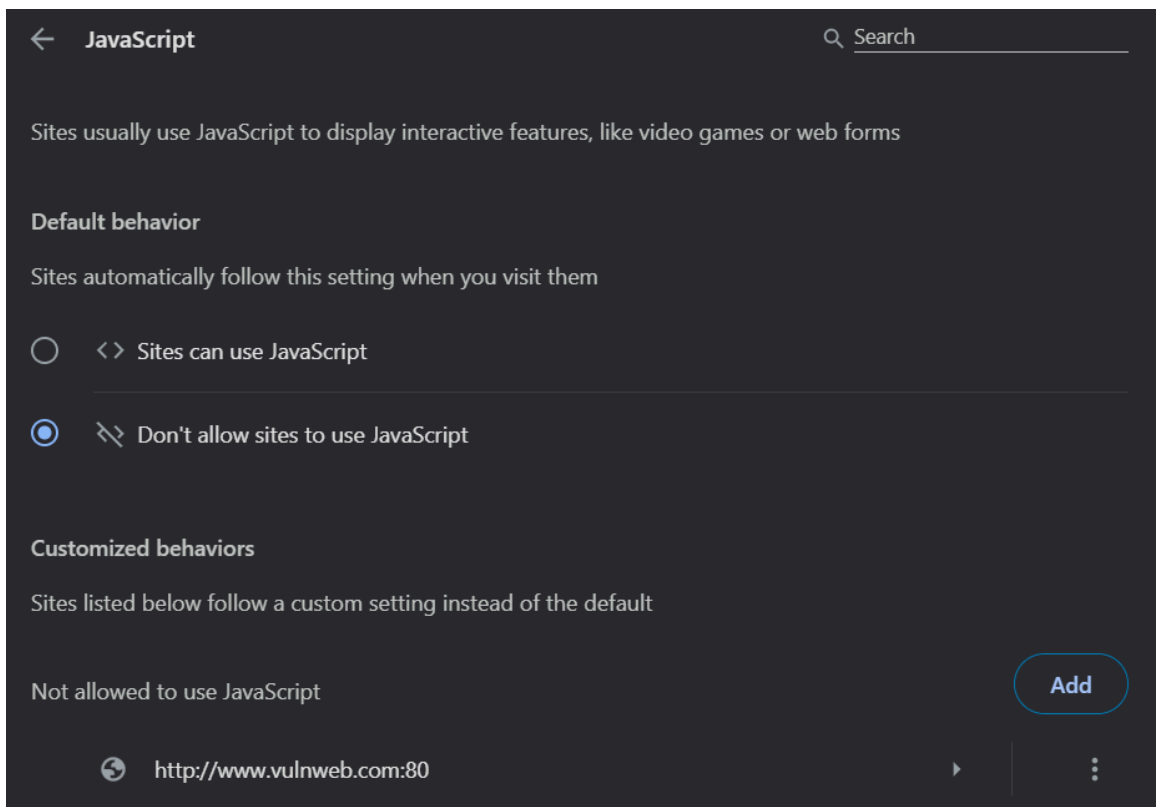 JavaScript
Search
Sites usually use JavaScript to display interactive features, like video games or web forms
Default behavior
Sites automatically follow this setting when you visit them
Sites can use JavaScript
Don't allow sites to use JavaScript
Customized behaviors
Sites listed below follow a custom setting instead of the default
Not allowed to use JavaScript
Add
http://www.vulnweb.com:80